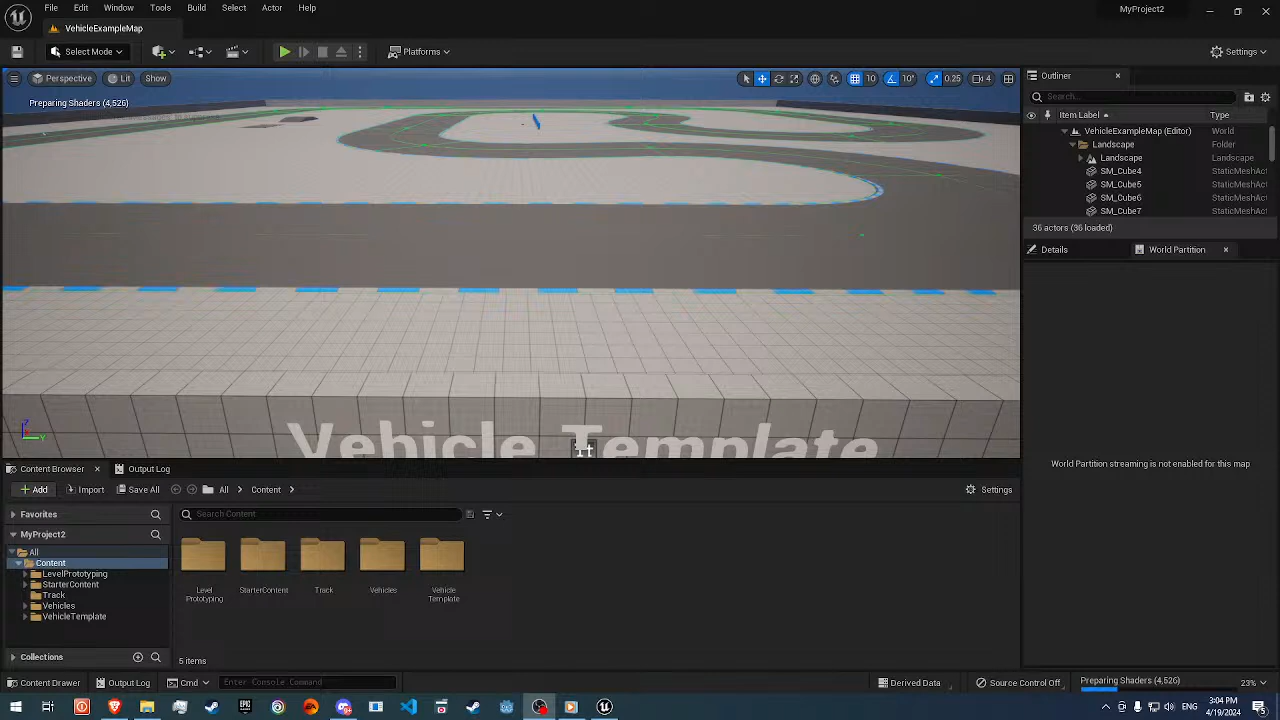 File Edit Window Tools Build Select Actor Help
MyProject2
VehicleExampleMap
Select Mode
Platforms
Settings
Perspective Lit Show
10 10° 0.25 4
Preparing Shaders (4,526)
Outliner
Search...
Item Label Type
VehicleExampleMap (Editor) World
Landscape Folder
Landscape Landscape
SM_Cube4 StaticMeshAct
SM_Cube5 StaticMeshAct
SM_Cube6 StaticMeshAct
SM_Cube7 StaticMeshAct
36 actors (36 loaded)
Details World Partition
World Partition streaming is not enabled for this map
Vehicle Template
Content Browser Output Log
Add Import Save All All Content Settings
Favorites
Search Content
MyProject2
All
Content
LevelPrototyping
StarterContent
Track
Vehicles
VehicleTemplate
Level Prototyping
StarterContent
Track
Vehicles
Vehicle Template
Collections
5 items
Content Drawer Output Log Cmd Enter Console Command
Derived Data Source Control Off Preparing Shaders (4,520) 23%
3:04 PM
4/19/2024